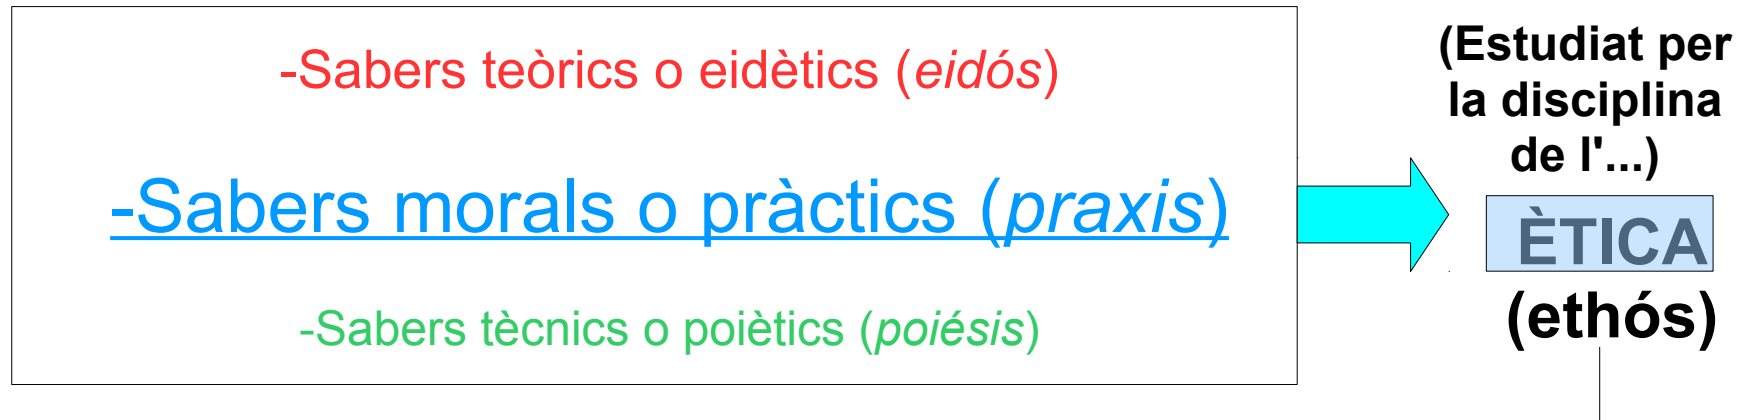 -Sabers teòrics o eidètics (eidós)
-Sabers morals o pràctics (praxis)
-Sabers tècnics o poiètics (poiésis)
(Estudiat per
la disciplina
de l'...)
ÈTICA
(ethós)